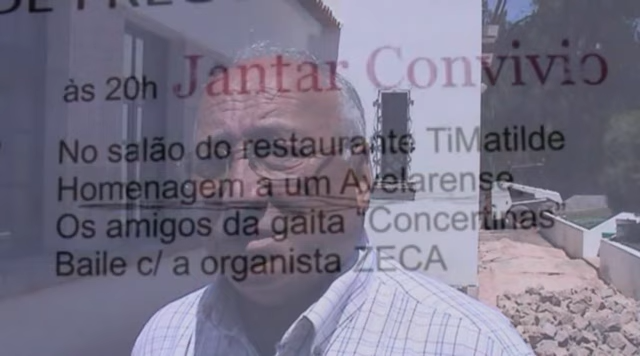 às 20h Jantar Convivio
No salão do restaurante TiMatilde
Homenagem a um Avelarense
Os amigos da gaita "Concertinas
Baile c/ a organista ZECA